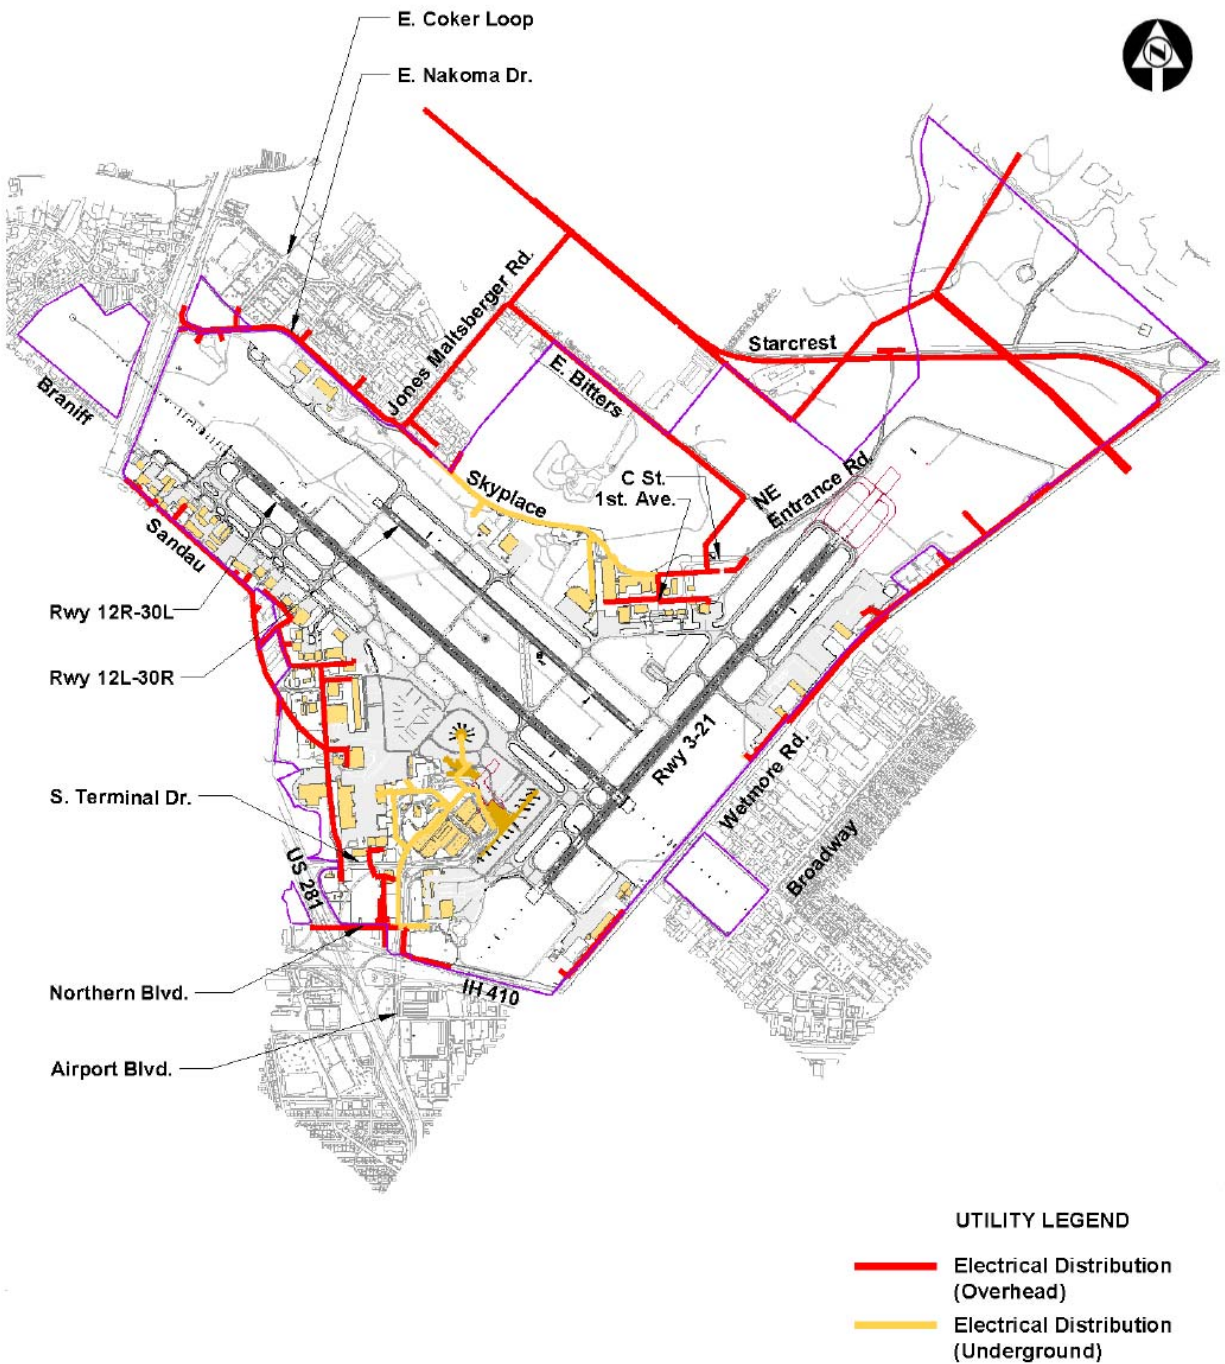 E. Coker Loop
E. Nakoma Dr.
N
Jones Maltsberger Rd.
Starcrest
E. Bitters
Braniff
Skyplace
C St.
1st. Ave.
NE
Entrance Rd.
Sandau
Rwy 12R-30L
Rwy 12L-30R
Rwy 3-21
Wetmore Rd.
S. Terminal Dr.
US 281
Broadway
Northern Blvd.
IH 410
Airport Blvd.
UTILITY LEGEND
Electrical Distribution
(Overhead)
Electrical Distribution
(Underground)